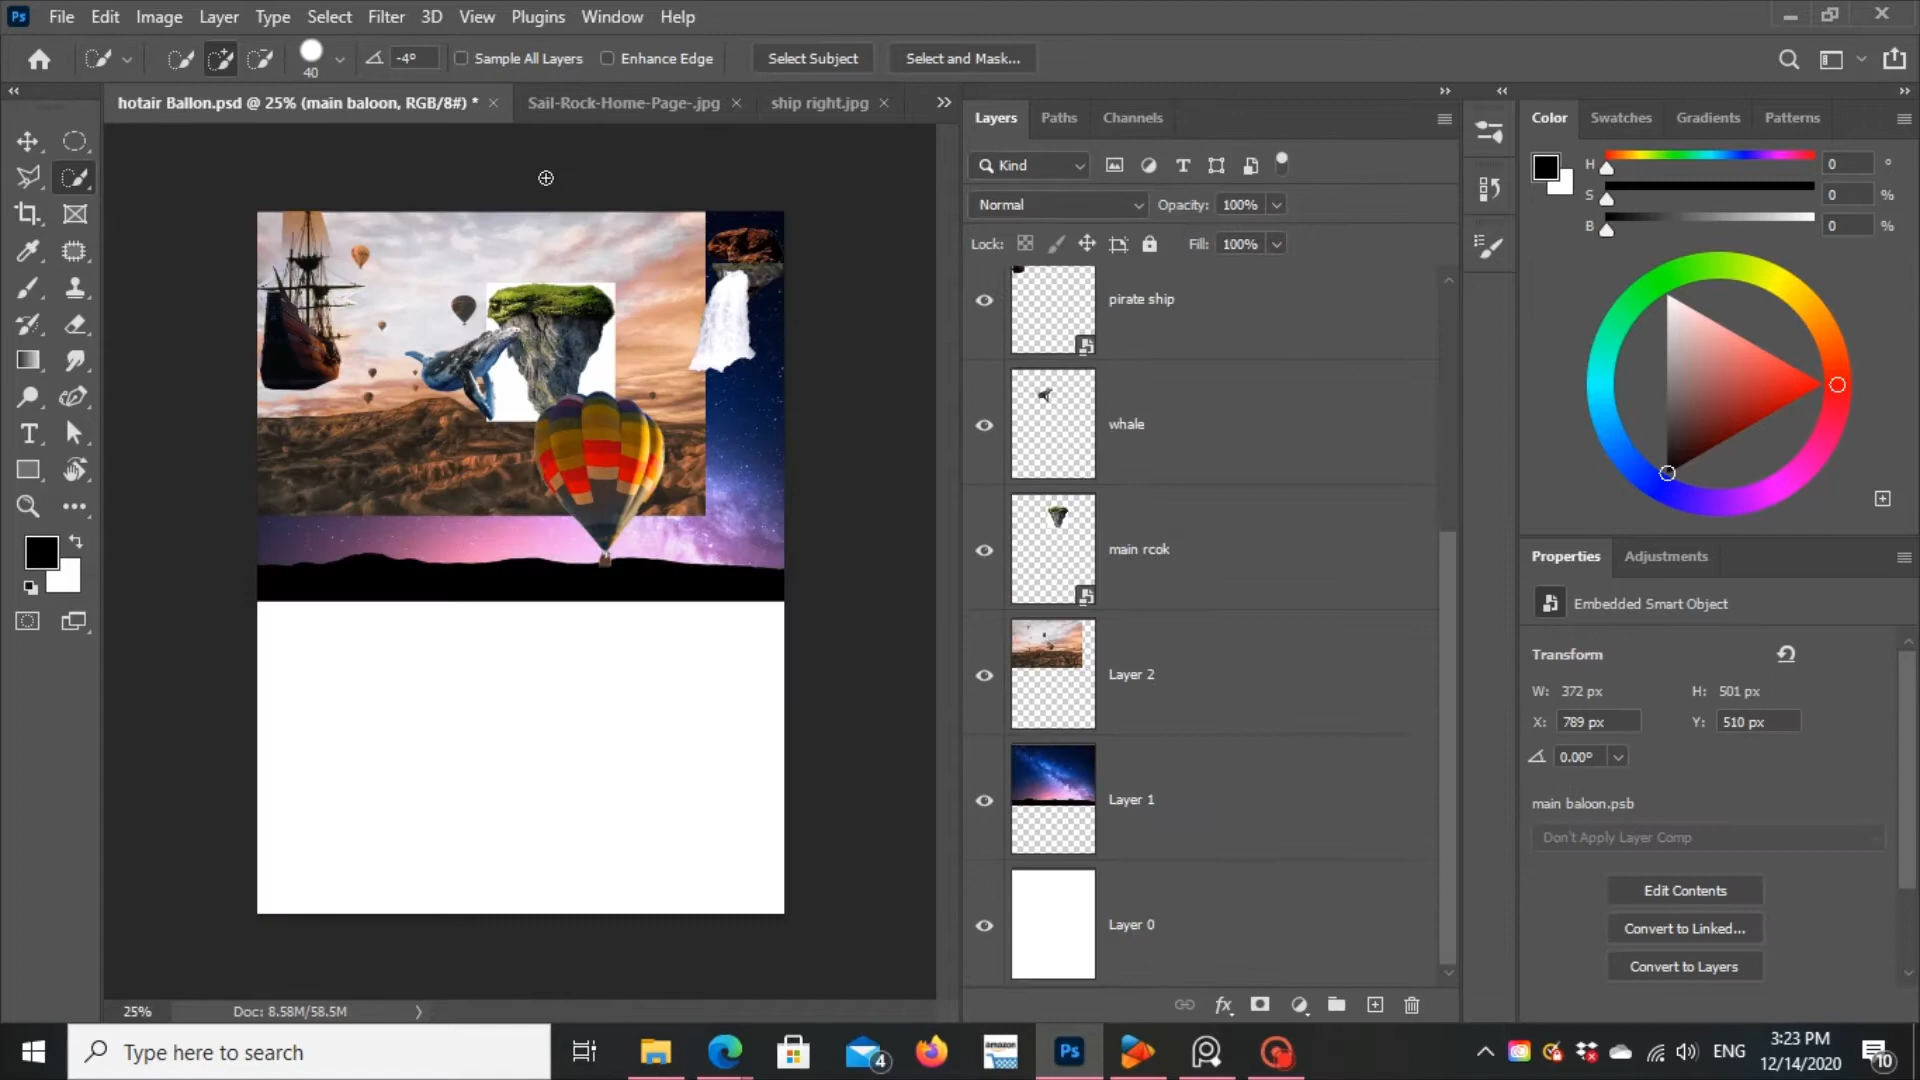 Ps File Edit Image Layer Type Select Filter 3D View Plugins Window Help
40 -4° Sample All Layers Enhance Edge Select Subject Select and Mask...
hotair Ballon.psd @ 25% (main baloon, RGB/8#) * Sail-Rock-Home-Page-.jpg ship right.jpg
Layers Paths Channels
Kind
Normal Opacity: 100%
Lock: Fill: 100%
pirate ship
whale
main rcok
Layer 2
Layer 1
Layer 0
Color Swatches Gradients Patterns
H 0 °
S 0 %
B 0 %
Properties Adjustments
Embedded Smart Object
Transform
W: 372 px H: 501 px
X: 789 px Y: 510 px
0.00°
main baloon.psb
Don't Apply Layer Comp
Edit Contents
Convert to Linked...
Convert to Layers
25% Doc: 8.58M/58.5M
Type here to search
amazon
4
Ps
ENG
3:23 PM
12/14/2020
10